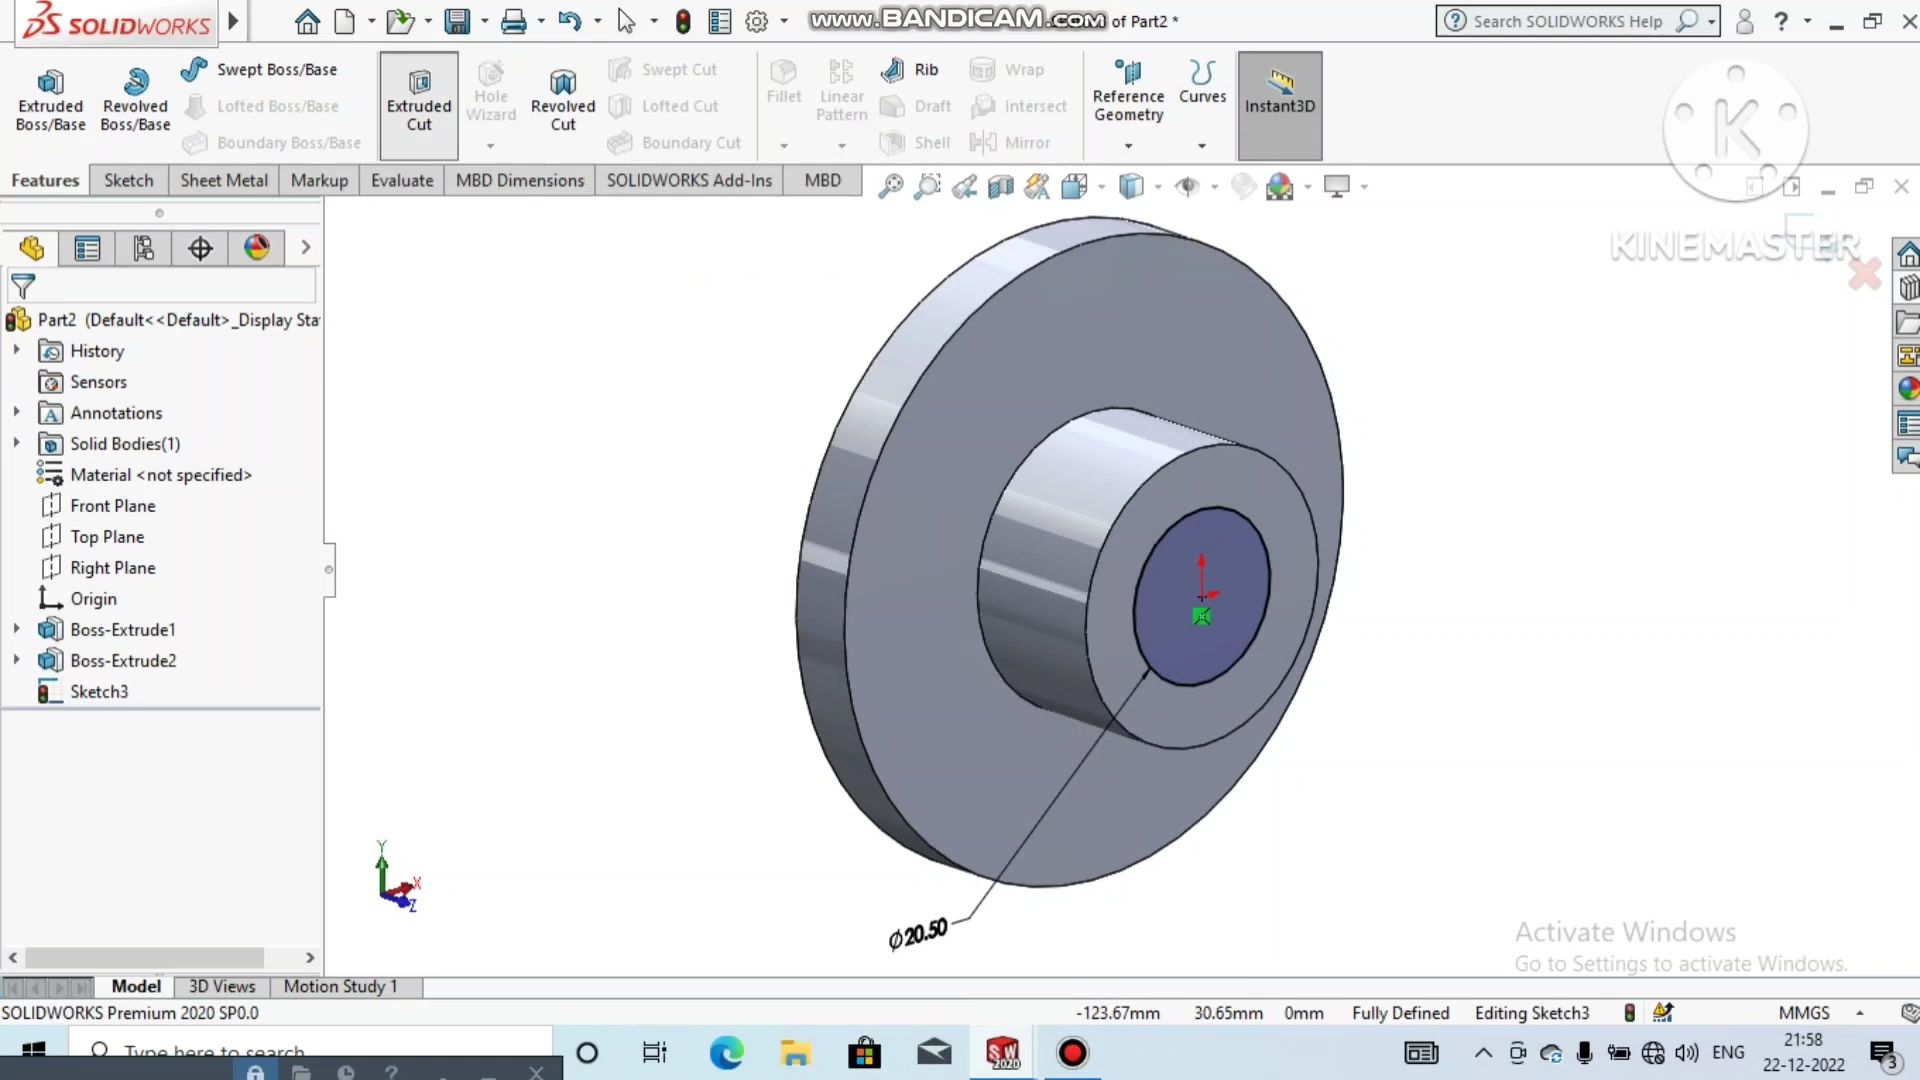 SOLIDWORKS
www.BANDICAM.com of Part2 *
Search SOLIDWORKS Help
?
Extruded Boss/Base
Revolved Boss/Base
Swept Boss/Base
Lofted Boss/Base
Boundary Boss/Base
Extruded Cut
Hole Wizard
Revolved Cut
Swept Cut
Lofted Cut
Boundary Cut
Fillet
Linear Pattern
Rib
Draft
Shell
Wrap
Intersect
Mirror
Reference Geometry
Curves
Instant3D
K
KINEMASTER
Features
Sketch
Sheet Metal
Markup
Evaluate
MBD Dimensions
SOLIDWORKS Add-Ins
MBD
Part2 (Default<<Default>_Display Sta
History
Sensors
Annotations
Solid Bodies(1)
Material <not specified>
Front Plane
Top Plane
Right Plane
Origin
Boss-Extrude1
Boss-Extrude2
Sketch3
Y
X
Z
⌀20.50
Activate Windows
Go to Settings to activate Windows.
Model
3D Views
Motion Study 1
SOLIDWORKS Premium 2020 SP0.0
-123.67mm
30.65mm
0mm
Fully Defined
Editing Sketch3
MMGS
Type here to search
SW 2020
ENG
21:58
22-12-2022
3